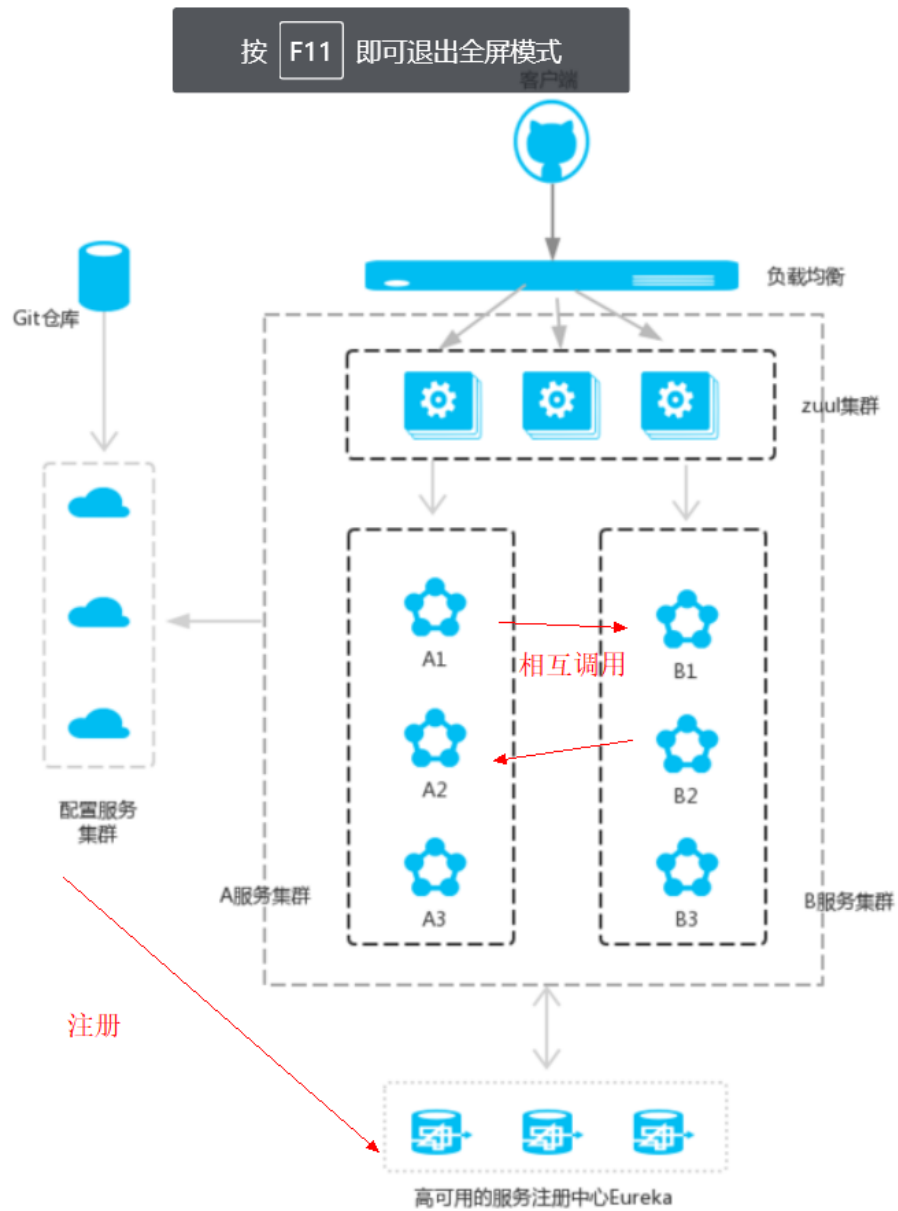 按 F11 即可退出全屏模式
客户端
负载均衡
Git仓库
zuul集群
A1
相互调用
B1
A2
B2
配置服务
集群
A服务集群
B服务集群
A3
B3
注册
高可用的服务注册中心Eureka